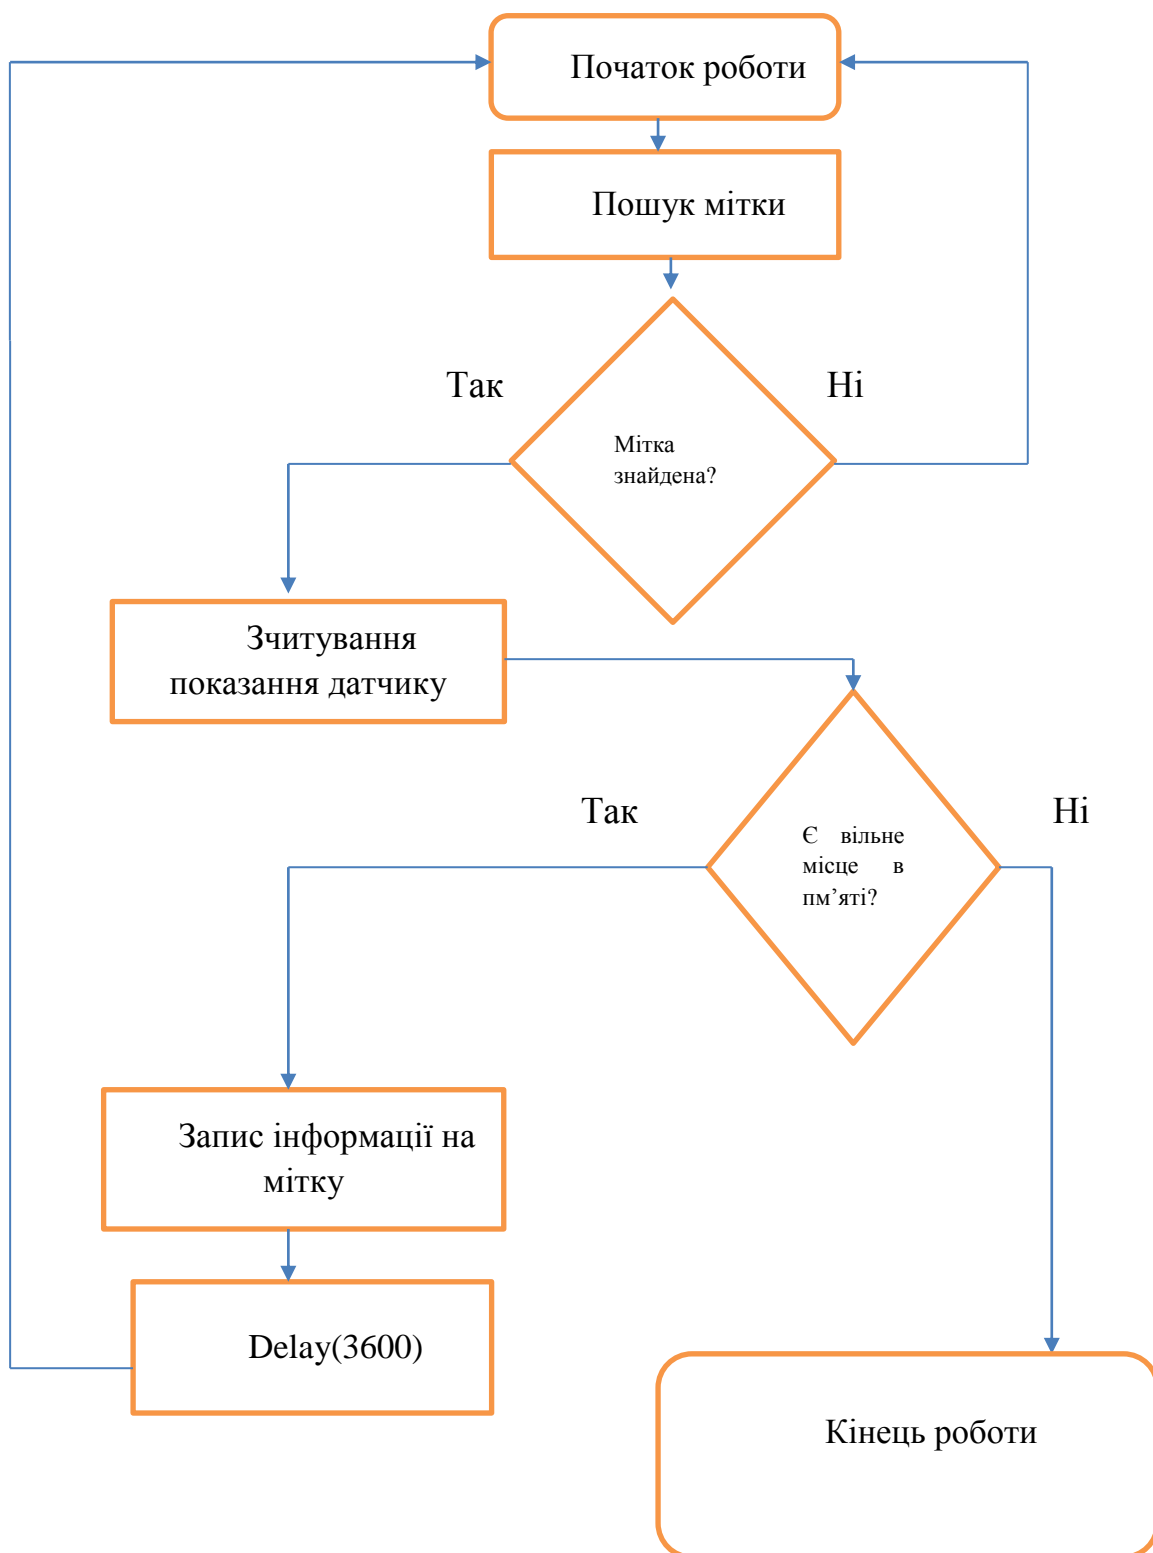 Початок роботи
Пошук мітки
Так
Ні
Мітка
знайдена?
Зчитування
показання датчику
Так
Ні
Є вільне
місце в
пм’яті?
Запис інформації на
мітку
Delay(3600)
Кінець роботи